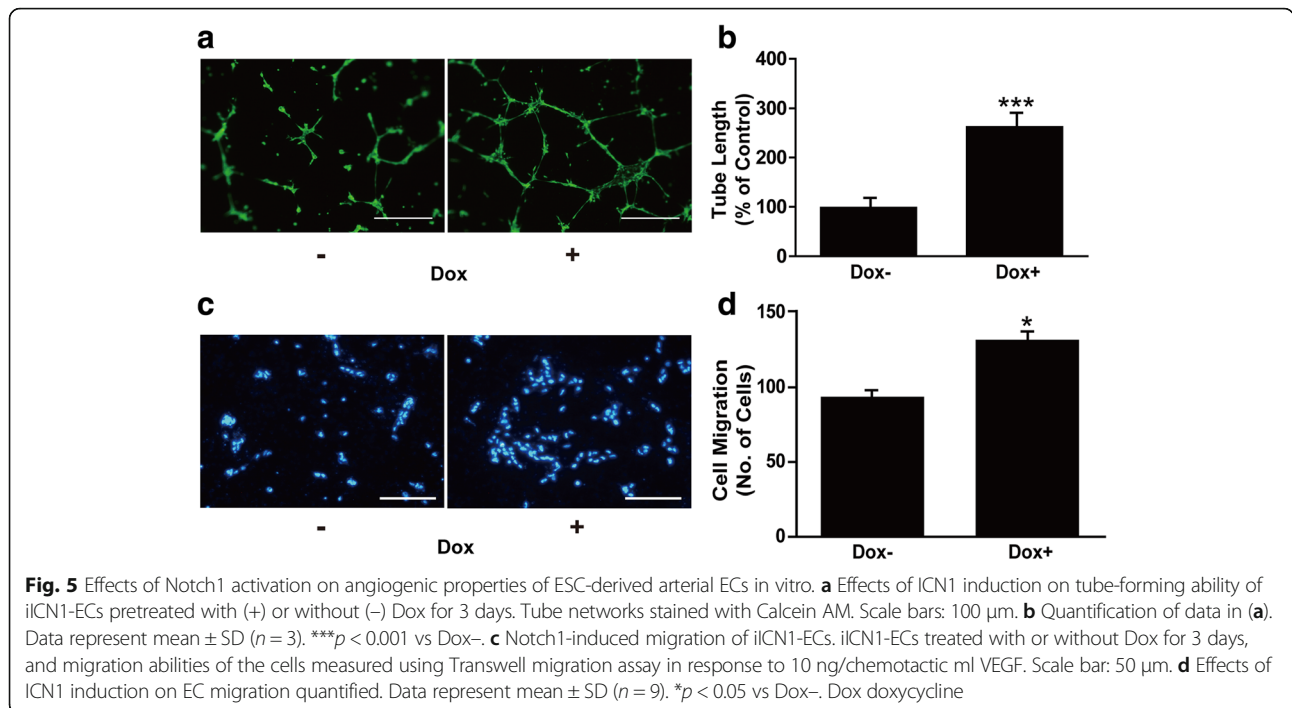 a
- +
Dox
b
400
300
200
100
0
Tube Length
(% of Control)
***
Dox- Dox+
c
- +
Dox
d
150
100
50
0
Cell Migration
(No. of Cells)
*
Dox- Dox+
Fig. 5 Effects of Notch1 activation on angiogenic properties of ESC-derived arterial ECs in vitro. a Effects of ICN1 induction on tube-forming ability of
iICN1-ECs pretreated with (+) or without (–) Dox for 3 days. Tube networks stained with Calcein AM. Scale bars: 100 μm. b Quantification of data in (a).
Data represent mean ± SD (n = 3). ***p < 0.001 vs Dox–. c Notch1-induced migration of iICN1-ECs. iICN1-ECs treated with or without Dox for 3 days,
and migration abilities of the cells measured using Transwell migration assay in response to 10 ng/chemotactic ml VEGF. Scale bar: 50 μm. d Effects of
ICN1 induction on EC migration quantified. Data represent mean ± SD (n = 9). *p < 0.05 vs Dox–. Dox doxycycline